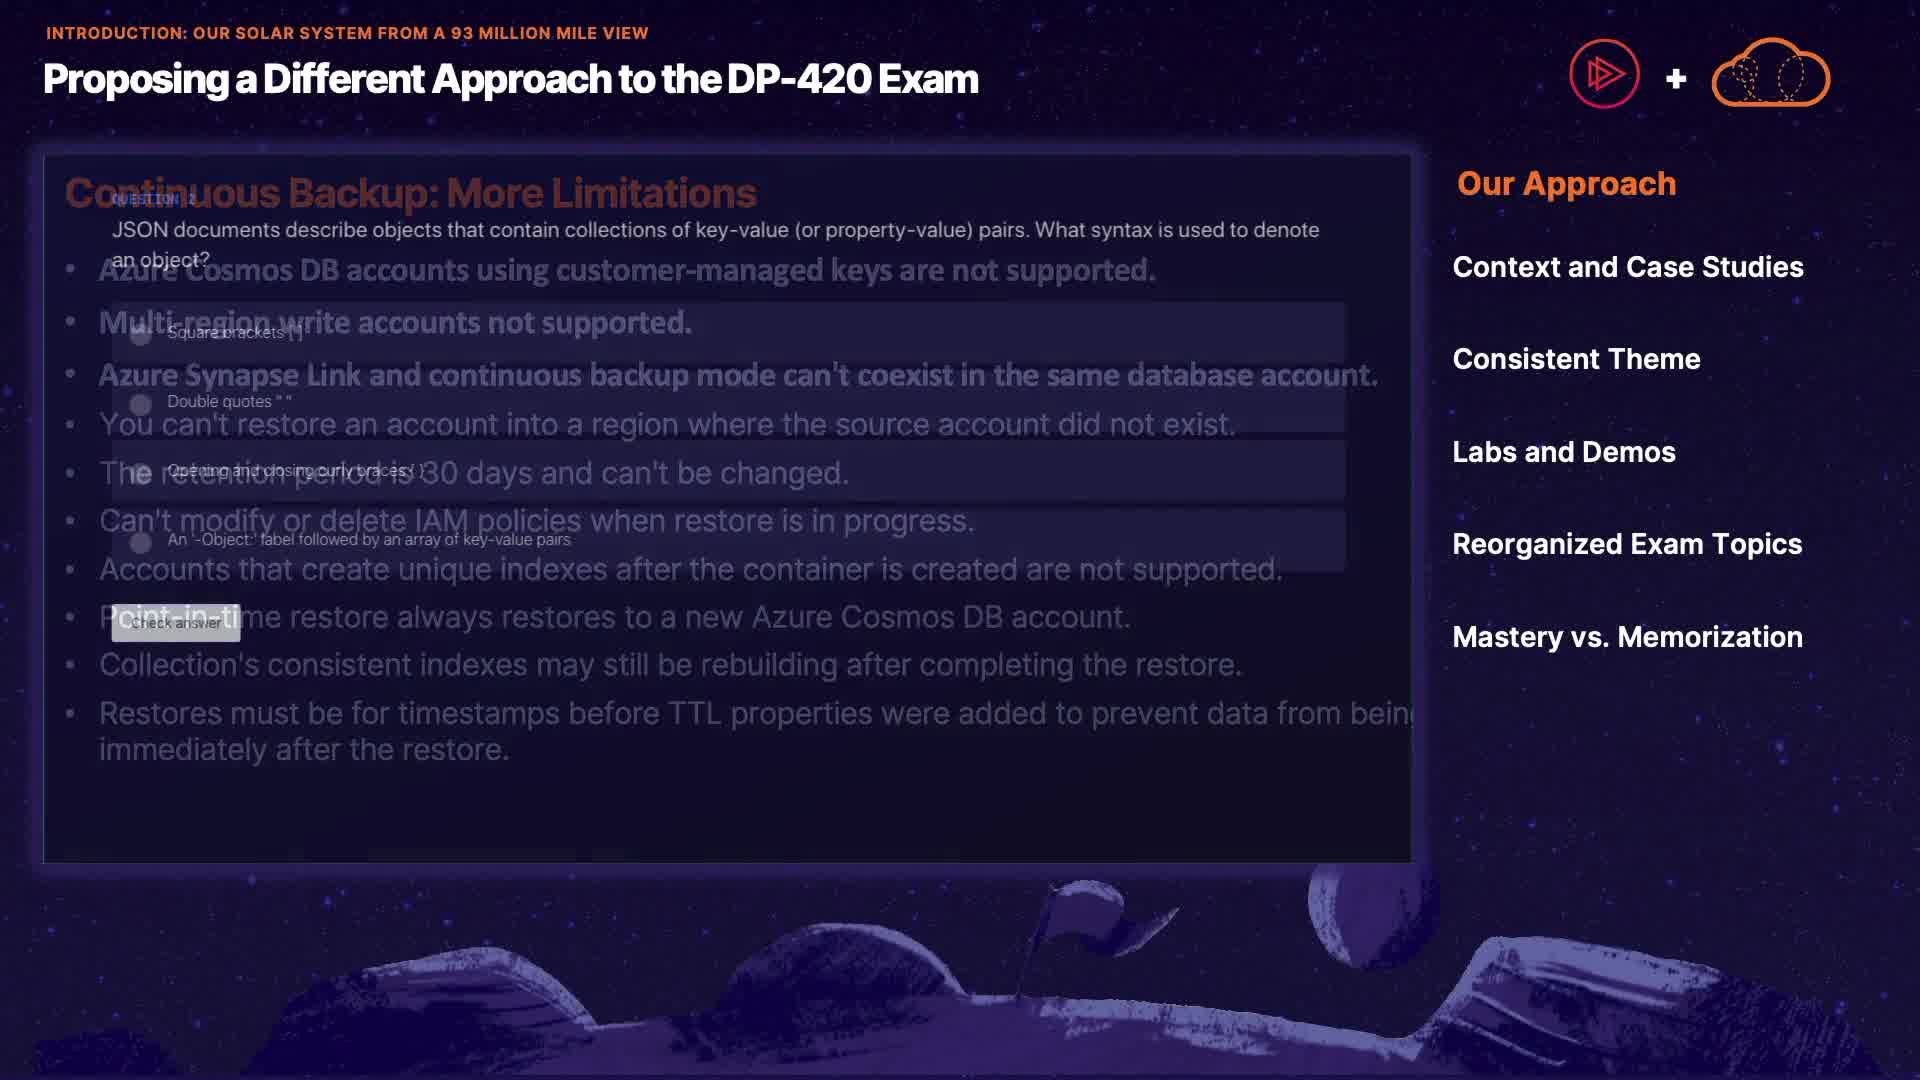 INTRODUCTION: OUR SOLAR SYSTEM FROM A 93 MILLION MILE VIEW
Proposing a Different Approach to the DP-420 Exam
+
Continuous Backup: More Limitations
QUESTION 2
JSON documents describe objects that contain collections of key-value (or property-value) pairs. What syntax is used to denote
an object?
• Azure Cosmos DB accounts using customer-managed keys are not supported.
• Multi-region write accounts not supported.
Square brackets [ ]
• Azure Synapse Link and continuous backup mode can't coexist in the same database account.
Double quotes " "
• You can't restore an account into a region where the source account did not exist.
• The retention period is 30 days and can't be changed.
Opening and closing curly braces { }
• Can't modify or delete IAM policies when restore is in progress.
An '-Object:' label followed by an array of key-value pairs
• Accounts that create unique indexes after the container is created are not supported.
• Point-in-time restore always restores to a new Azure Cosmos DB account.
Check answer
• Collection's consistent indexes may still be rebuilding after completing the restore.
• Restores must be for timestamps before TTL properties were added to prevent data from being
immediately after the restore.
Our Approach
Context and Case Studies
Consistent Theme
Labs and Demos
Reorganized Exam Topics
Mastery vs. Memorization